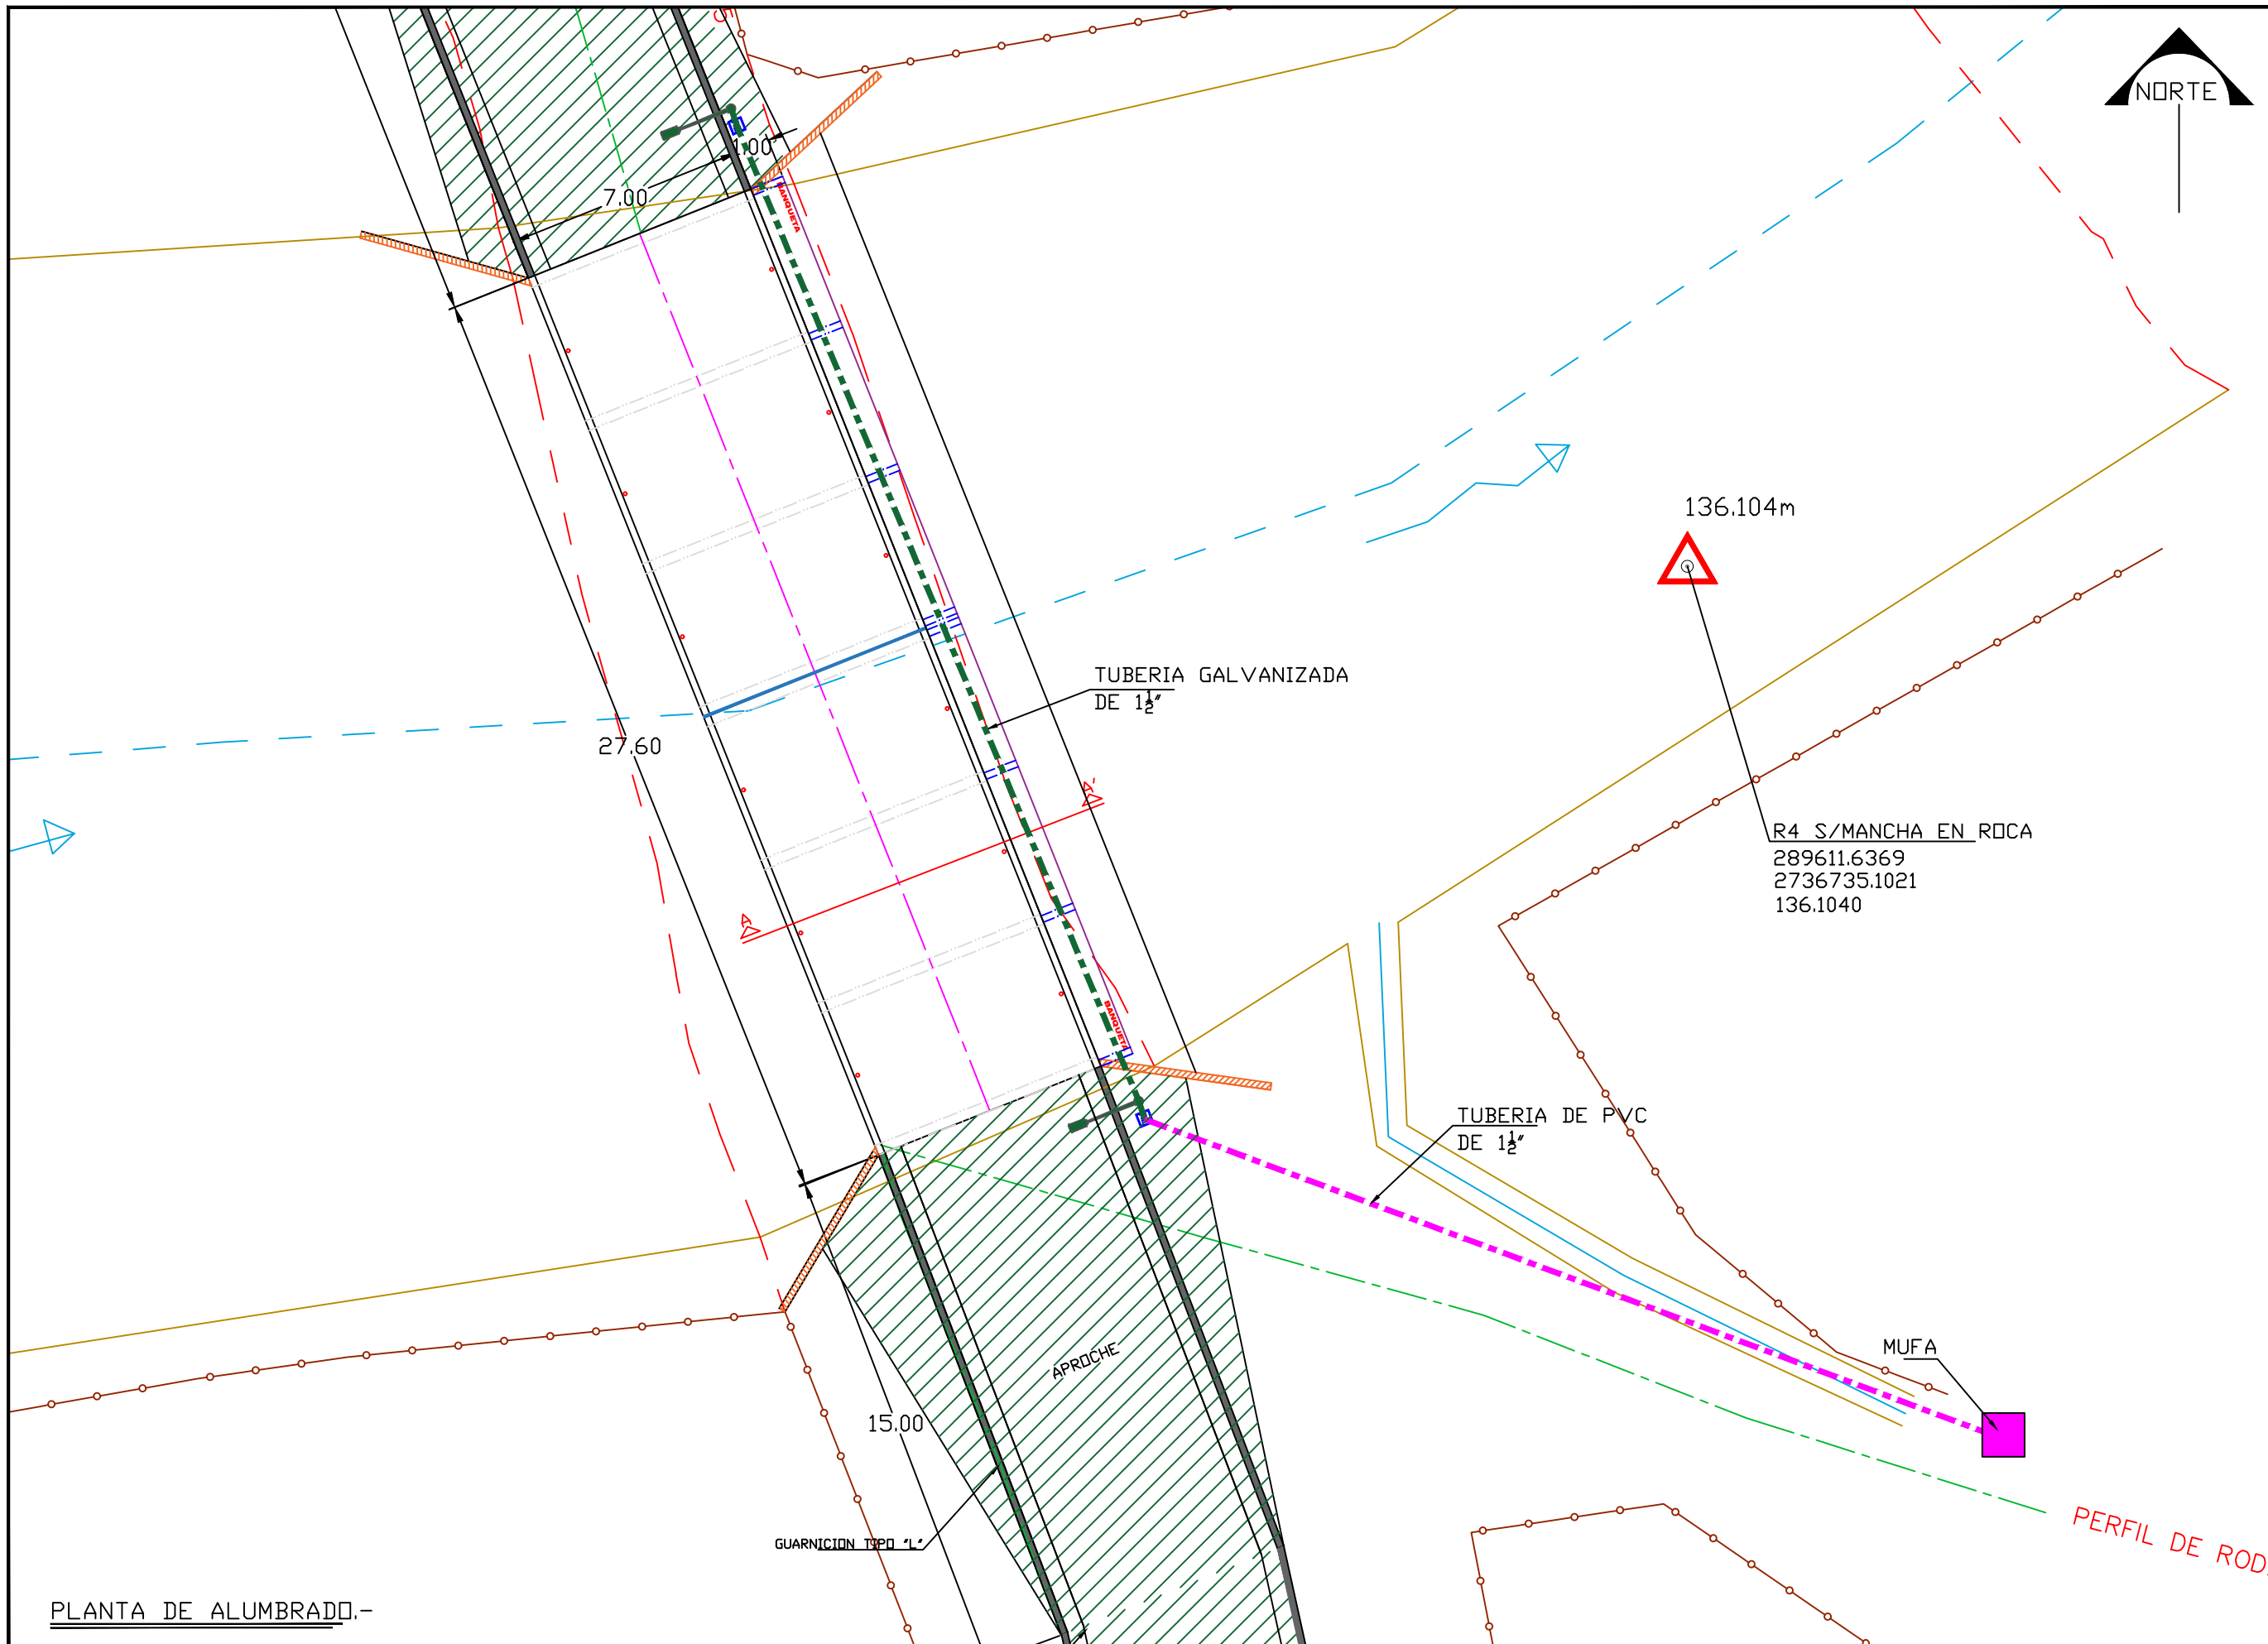 NORTE
1.00
7.00
BANQUETA
136.104m
TUBERIA GALVANIZADA
DE 1½"
27.60
A'
R4 S/MANCHA EN ROCA
289611.6369
2736735.1021
136.1040
A
BANQUETA
TUBERIA DE PVC
DE 1½"
MUFA
APROCHE
15.00
GUARNICION TIPO "L"
PERFIL DE ROD
PLANTA DE ALUMBRADO.-